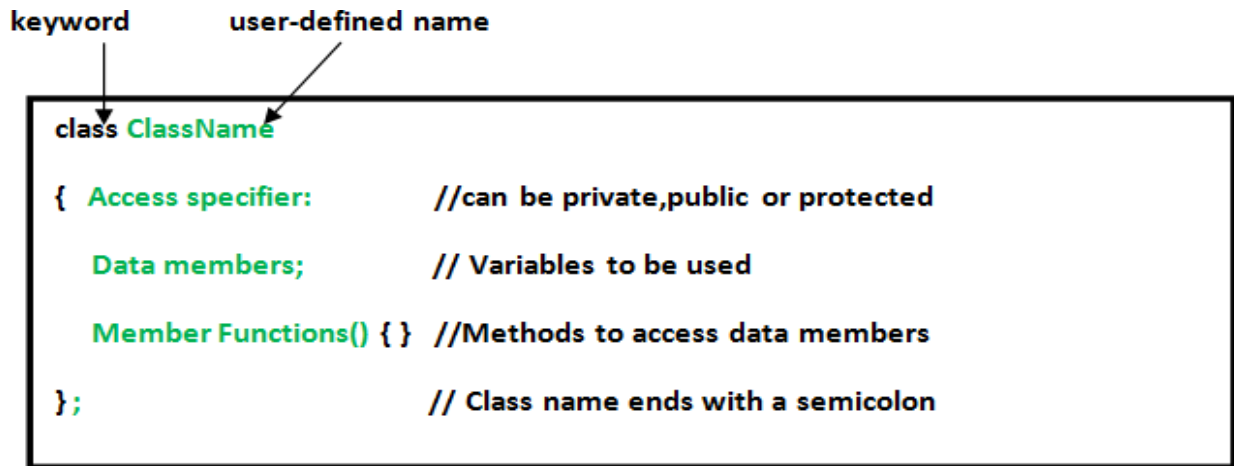 keyword user-defined name
class ClassName
{ Access specifier: //can be private,public or protected
Data members; // Variables to be used
Member Functions() { } //Methods to access data members
} ; // Class name ends with a semicolon